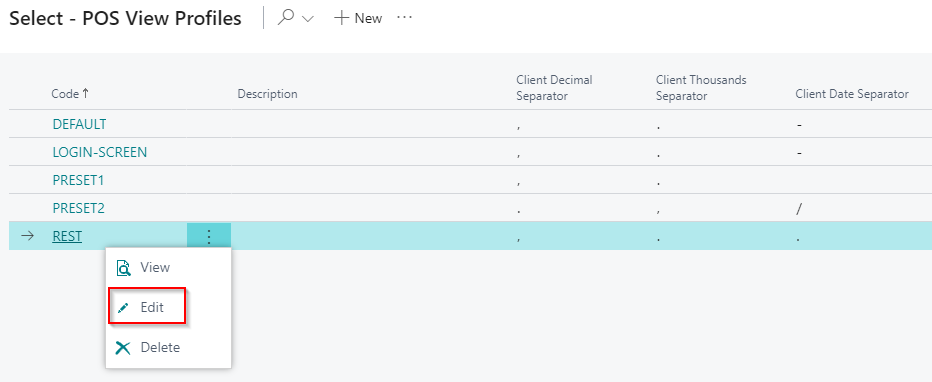 Select - POS View Profiles
New
Code ↑ Description Client Decimal Separator Client Thousands Separator Client Date Separator
DEFAULT , . -
LOGIN-SCREEN , . -
PRESET1 , .
PRESET2 . , /
REST , . .
View
Edit
Delete